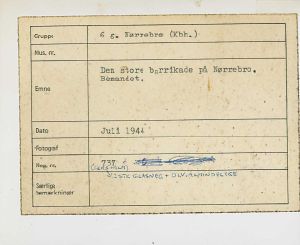 Gruppe 6 g. Nørrebro (Kbh.)
Mus. nr.
Den store barrikade på Nørrebro.
Emne
Bemandet.
Dato Juli 1944
Fotograf
Neg. nr. 737
Særlige
bemærkninger